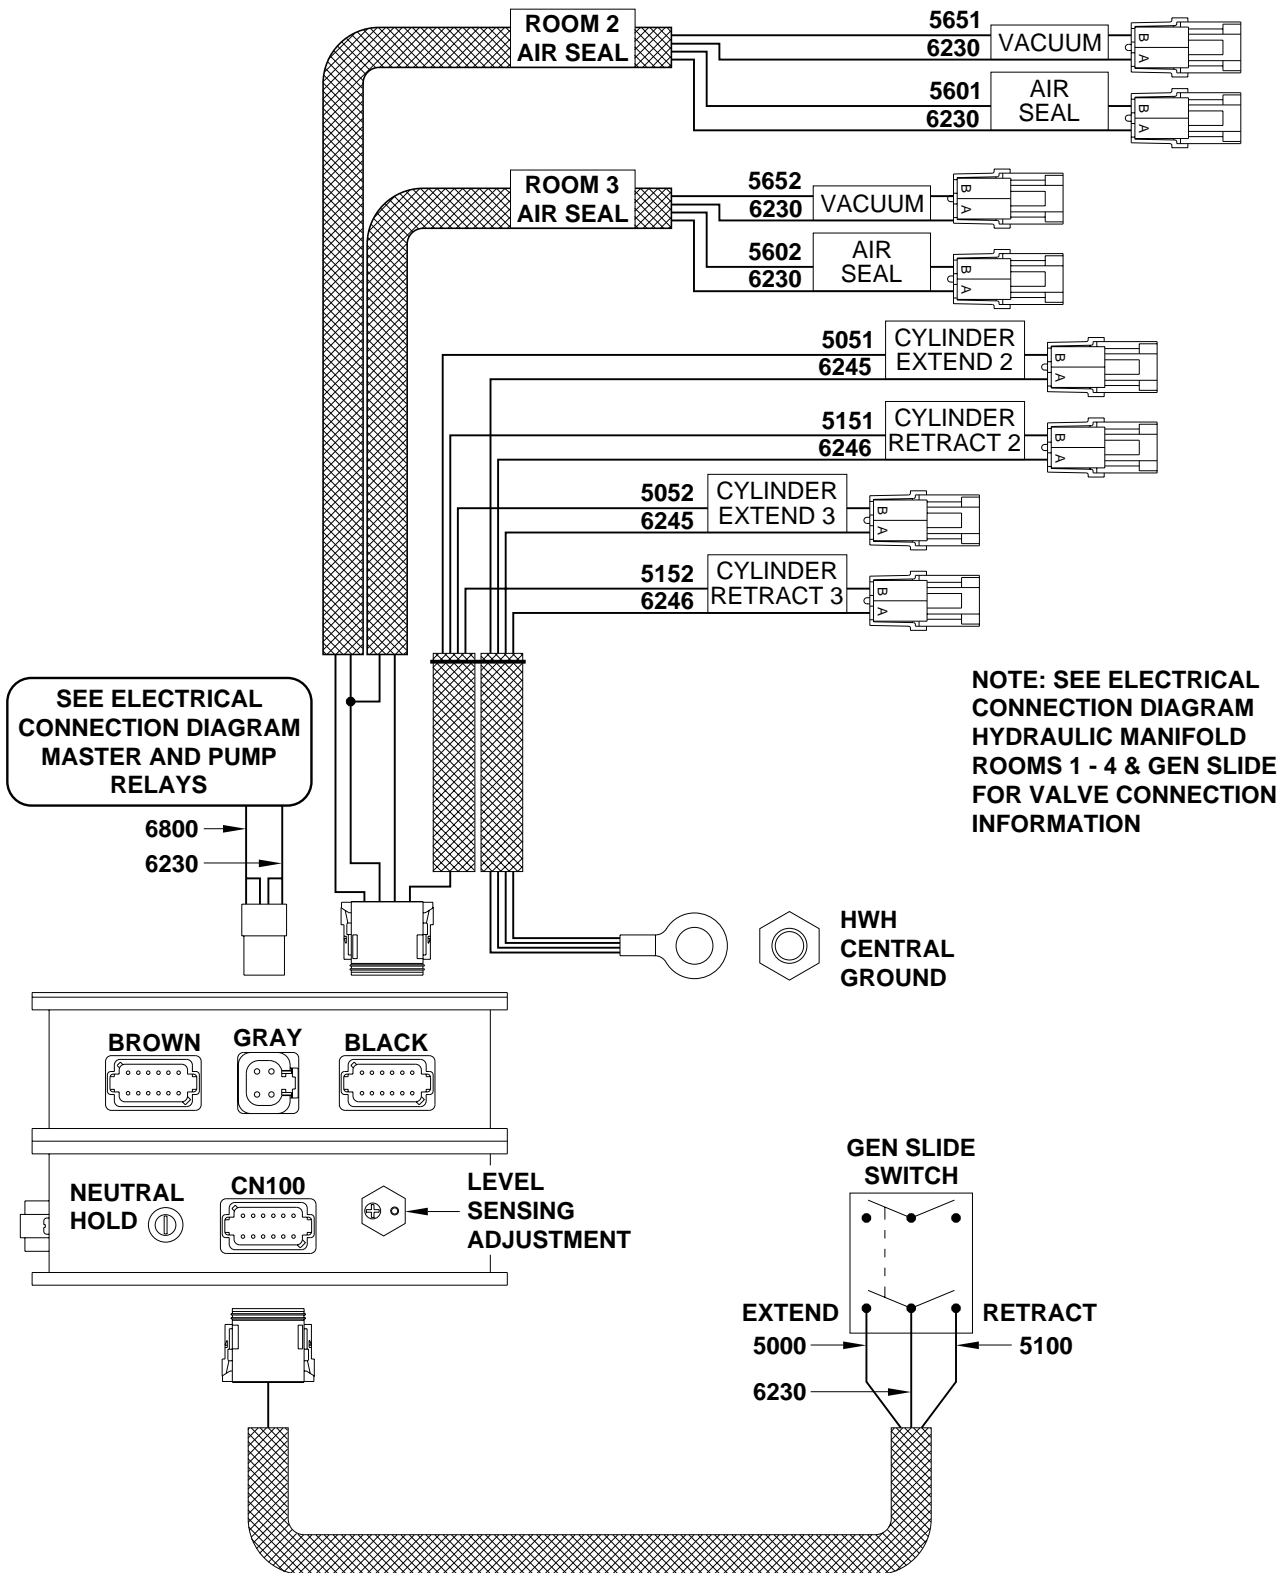 ROOM 2
AIR SEAL
5651
6230
VACUUM
B
A
5601
6230
AIR
SEAL
B
A
ROOM 3
AIR SEAL
5652
6230
VACUUM
B
A
5602
6230
AIR
SEAL
B
A
5051
6245
CYLINDER
EXTEND 2
B
A
5151
6246
CYLINDER
RETRACT 2
B
A
5052
6245
CYLINDER
EXTEND 3
B
A
5152
6246
CYLINDER
RETRACT 3
B
A
SEE ELECTRICAL
CONNECTION DIAGRAM
MASTER AND PUMP
RELAYS
6800
6230
NOTE: SEE ELECTRICAL
CONNECTION DIAGRAM
HYDRAULIC MANIFOLD
ROOMS 1 - 4 & GEN SLIDE
FOR VALVE CONNECTION
INFORMATION
HWH
CENTRAL
GROUND
BROWN
GRAY
BLACK
NEUTRAL
HOLD
CN100
LEVEL
SENSING
ADJUSTMENT
GEN SLIDE
SWITCH
EXTEND
5000
RETRACT
5100
6230